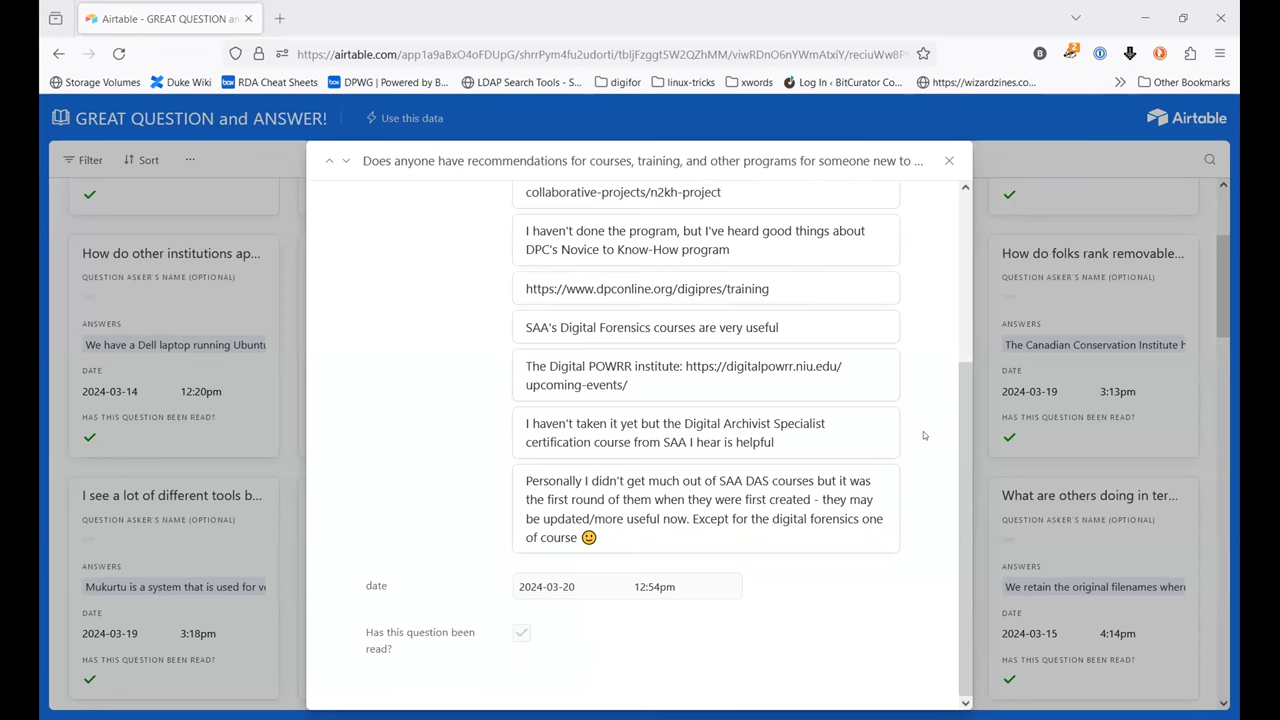 Airtable - GREAT QUESTION an
https://airtable.com/app1a9aBxO4oFDUpG/shrrPym4fu2udorti/tbljFzggt5W2QZhMM/viwRDnO6nYWmAtxiY/reciuWw8P
B
2
Storage Volumes
Duke Wiki
RDA Cheat Sheets
DPWG | Powered by B...
LDAP Search Tools - S...
digifor
linux-tricks
xwords
Log In ‹ BitCurator Co...
https://wizardzines.co...
Other Bookmarks
GREAT QUESTION and ANSWER!
Use this data
Airtable
Filter
Sort
...
Does anyone have recommendations for courses, training, and other programs for someone new to ...
collaborative-projects/n2kh-project
I haven't done the program, but I've heard good things about
DPC's Novice to Know-How program
https://www.dpconline.org/digipres/training
SAA's Digital Forensics courses are very useful
The Digital POWRR institute: https://digitalpowrr.niu.edu/
upcoming-events/
I haven't taken it yet but the Digital Archivist Specialist
certification course from SAA I hear is helpful
Personally I didn't get much out of SAA DAS courses but it was
the first round of them when they were first created - they may
be updated/more useful now. Except for the digital forensics one
of course 🙂
date
2024-03-20 12:54pm
Has this question been
read?
How do other institutions ap...
QUESTION ASKER'S NAME (OPTIONAL)
ANSWERS
We have a Dell laptop running Ubuntu
DATE
2024-03-14 12:20pm
HAS THIS QUESTION BEEN READ?
I see a lot of different tools b...
QUESTION ASKER'S NAME (OPTIONAL)
ANSWERS
Mukurtu is a system that is used for v
DATE
2024-03-19 3:18pm
HAS THIS QUESTION BEEN READ?
How do folks rank removable...
QUESTION ASKER'S NAME (OPTIONAL)
ANSWERS
The Canadian Conservation Institute h
DATE
2024-03-19 3:13pm
HAS THIS QUESTION BEEN READ?
What are others doing in ter...
QUESTION ASKER'S NAME (OPTIONAL)
ANSWERS
We retain the original filenames where
DATE
2024-03-15 4:14pm
HAS THIS QUESTION BEEN READ?